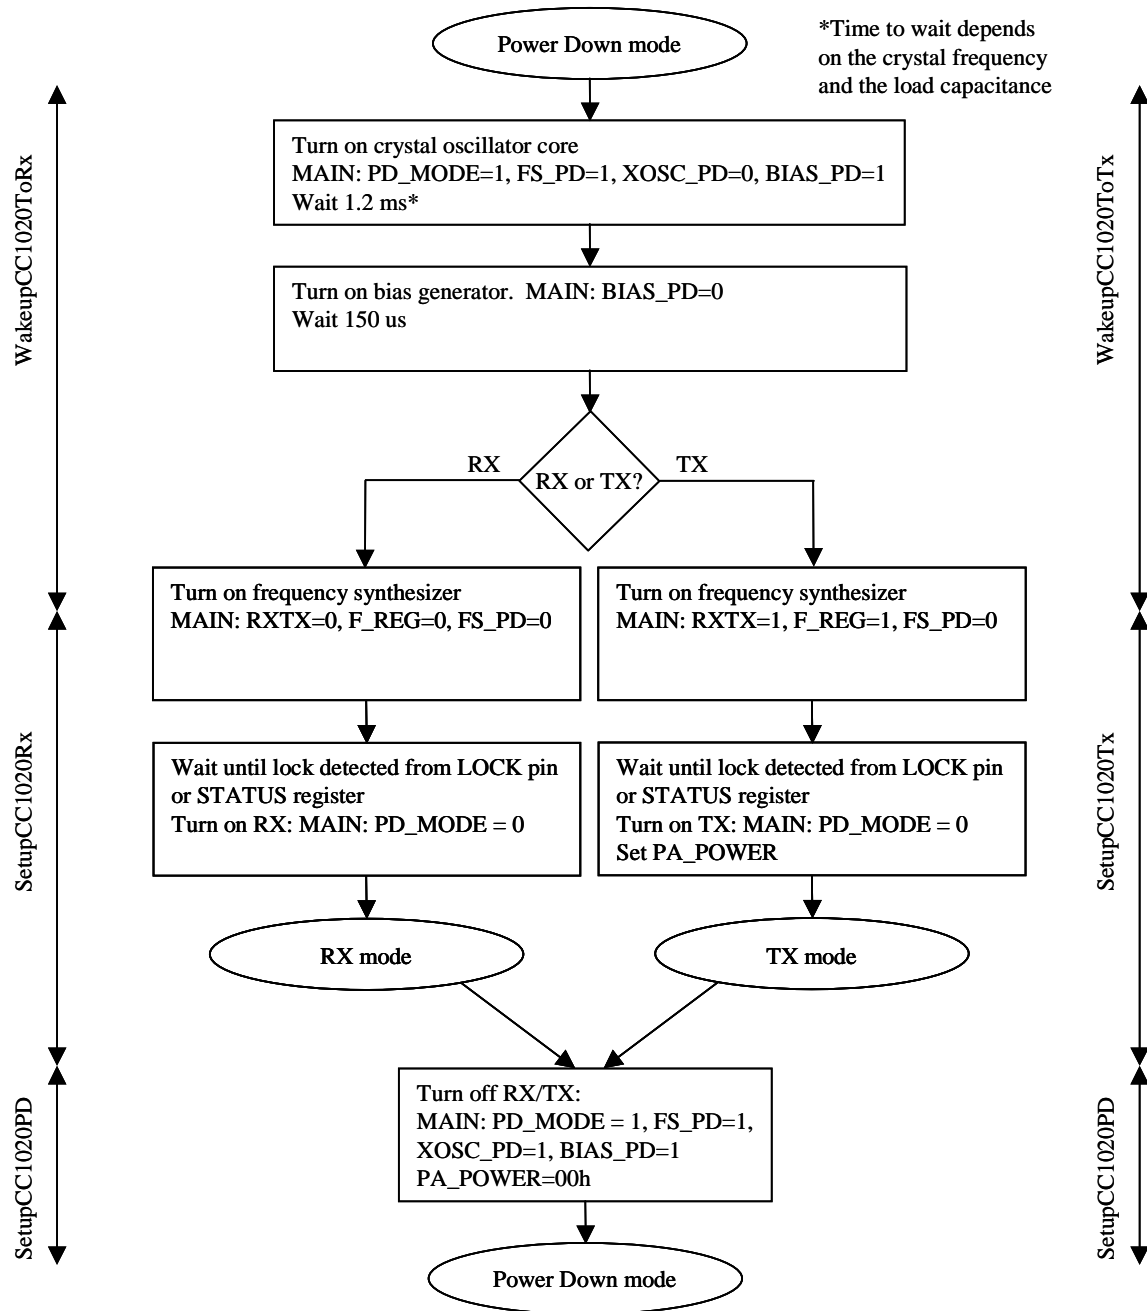 Power Down mode
*Time to wait depends
on the crystal frequency
and the load capacitance
WakeupCC1020ToRx
WakeupCC1020ToTx
Turn on crystal oscillator core
MAIN: PD_MODE=1, FS_PD=1, XOSC_PD=0, BIAS_PD=1
Wait 1.2 ms*
Turn on bias generator.  MAIN: BIAS_PD=0
Wait 150 us
RX
RX or TX?
TX
Turn on frequency synthesizer
MAIN: RXTX=0, F_REG=0, FS_PD=0
Turn on frequency synthesizer
MAIN: RXTX=1, F_REG=1, FS_PD=0
SetupCC1020Rx
SetupCC1020Tx
Wait until lock detected from LOCK pin
or STATUS register
Turn on RX: MAIN: PD_MODE = 0
Wait until lock detected from LOCK pin
or STATUS register
Turn on TX: MAIN: PD_MODE = 0
Set PA_POWER
RX mode
TX mode
SetupCC1020PD
SetupCC1020PD
Turn off RX/TX:
MAIN: PD_MODE = 1, FS_PD=1,
XOSC_PD=1, BIAS_PD=1
PA_POWER=00h
Power Down mode